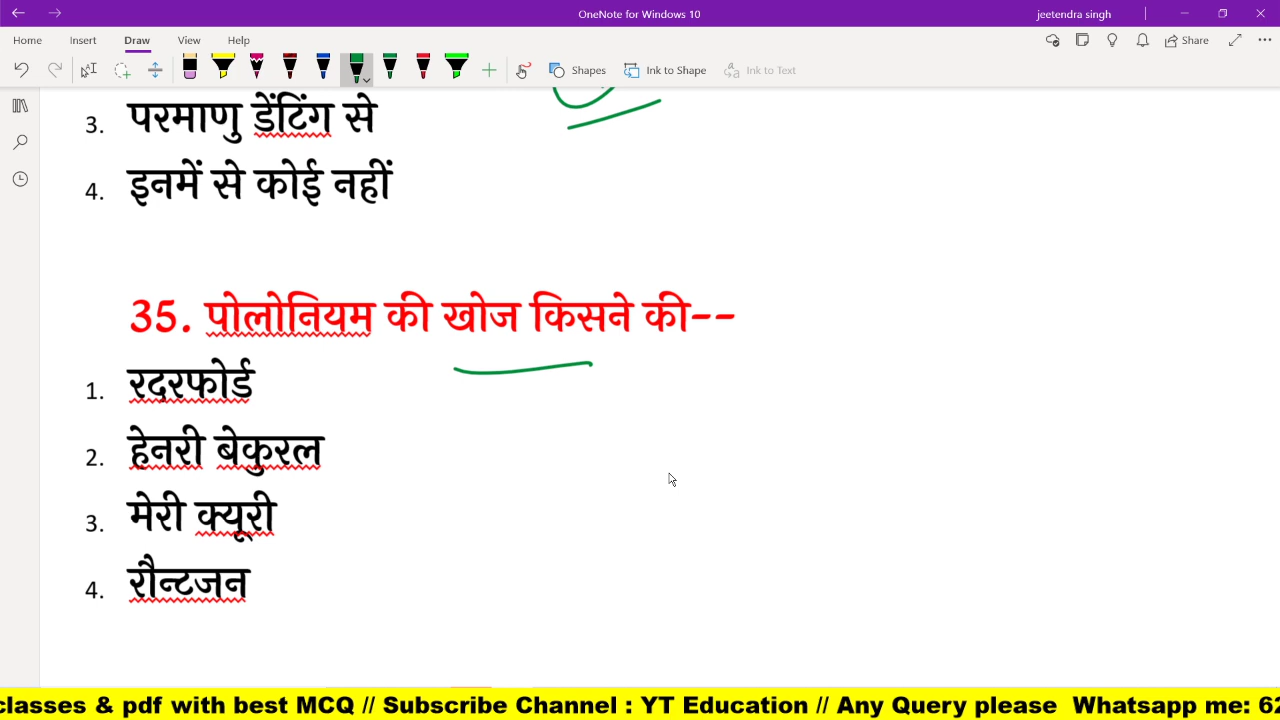 OneNote for Windows 10
jeetendra singh
Home Insert Draw View Help
Share
Shapes Ink to Shape Ink to Text
3. परमाणु डेंटिंग से
4. इनमें से कोई नहीं
35. पोलोनियम की खोज किसने की--
1. रदरफोर्ड
2. हेनरी बेकुरल
3. मेरी क्यूरी
4. रौन्टजन
classes & pdf with best MCQ // Subscribe Channel : YT Education // Any Query please Whatsapp me: 62